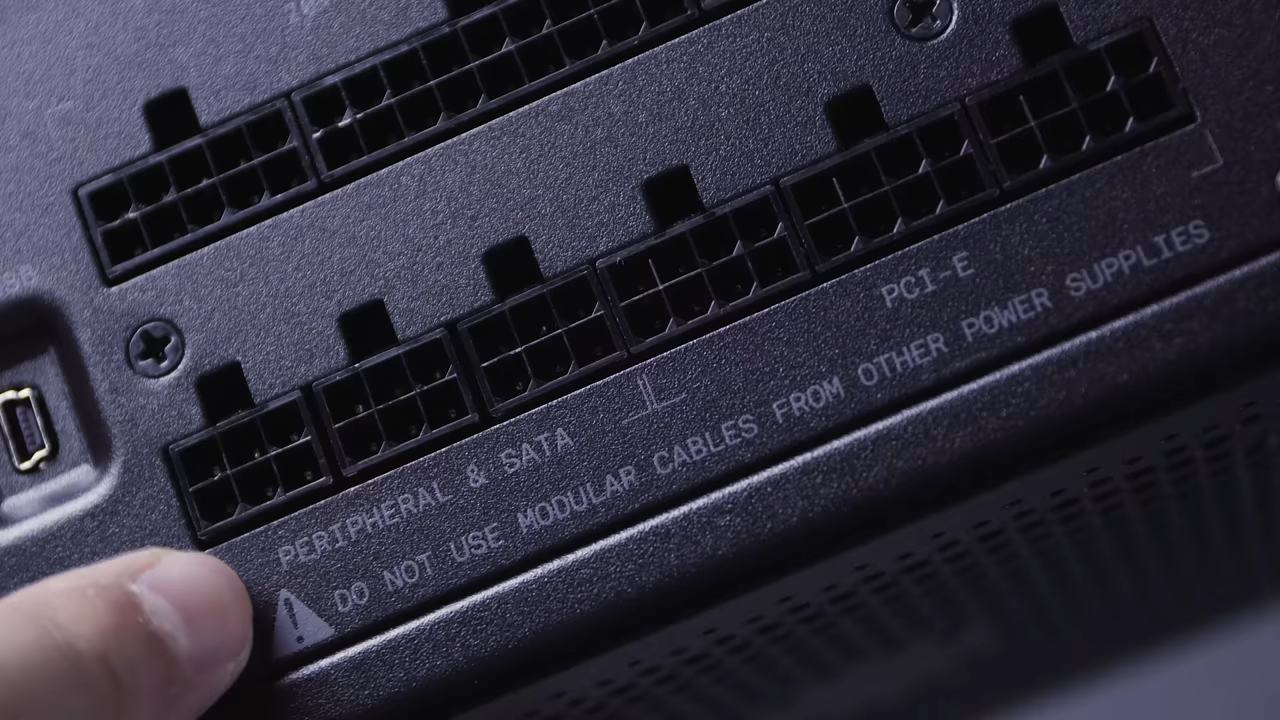 PCI-E
PERIPHERAL & SATA
DO NOT USE MODULAR CABLES FROM OTHER POWER SUPPLIES